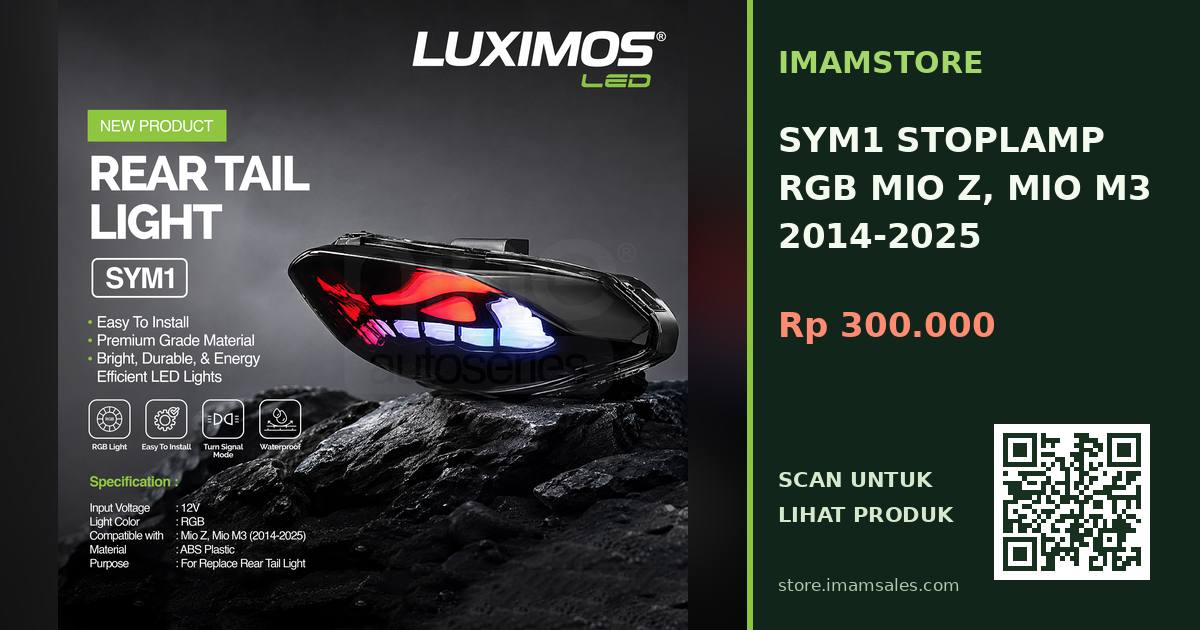 LUXIMOS®
LED
NEW PRODUCT
REAR TAIL
LIGHT
SYM1
• Easy To Install
• Premium Grade Material
• Bright, Durable, & Energy
Efficient LED Lights
RGB
RGB Light
Easy To Install
Turn Signal
Mode
Waterproof
Specification :
Input Voltage : 12V
Light Color : RGB
Compatible with : Mio Z, Mio M3 (2014-2025)
Material : ABS Plastic
Purpose : For Replace Rear Tail Light
autoseries
IMAMSTORE
SYM1 STOPLAMP
RGB MIO Z, MIO M3
2014-2025
Rp 300.000
SCAN UNTUK
LIHAT PRODUK
store.imamsales.com